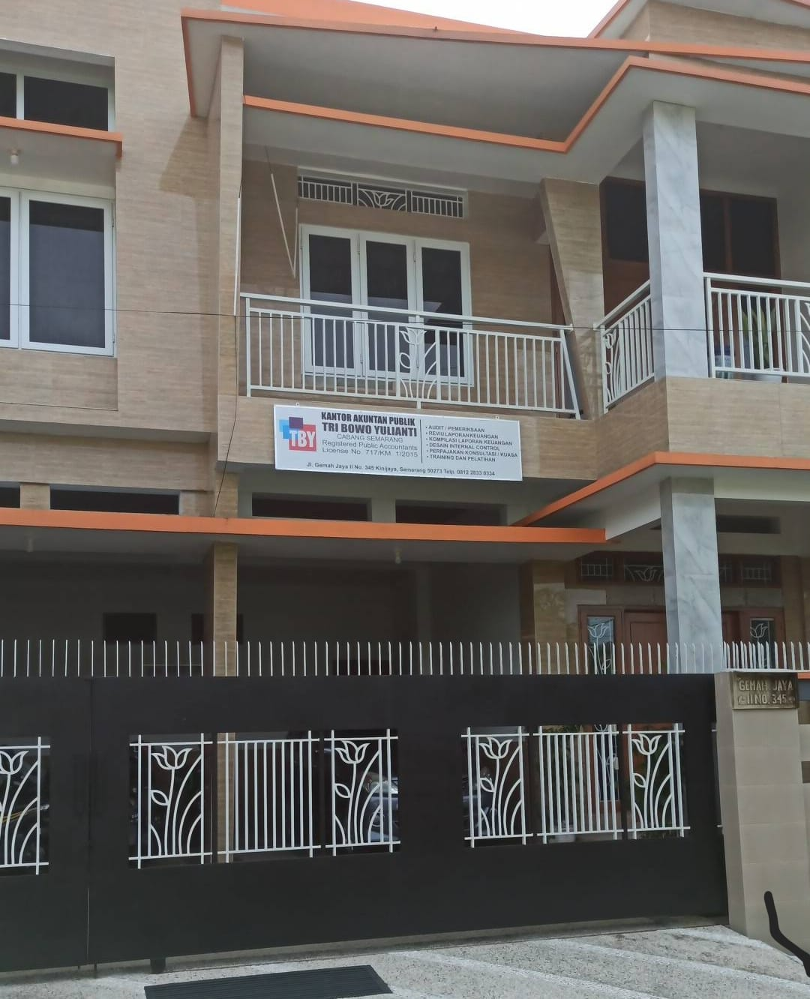 TBY
KANTOR AKUNTAN PUBLIK
TRI BOWO YULIANTI
CABANG SEMARANG
Registered Public Accountants
License No. 717/KM 1/2015
• AUDIT / PEMERIKSAAN
• REVIU LAPORAN KEUANGAN
• KOMPILASI LAPORAN KEUANGAN
• DESAIN INTERNAL CONTROL
• PERPAJAKAN KONSULTASI / KUASA
• TRAINING DAN PELATIHAN
Jl. Gemah Jaya II No. 345 Kinijaya, Semarang 50273 Telp. 0812 2833 0334
GEMAH JAYA
II NO. 345